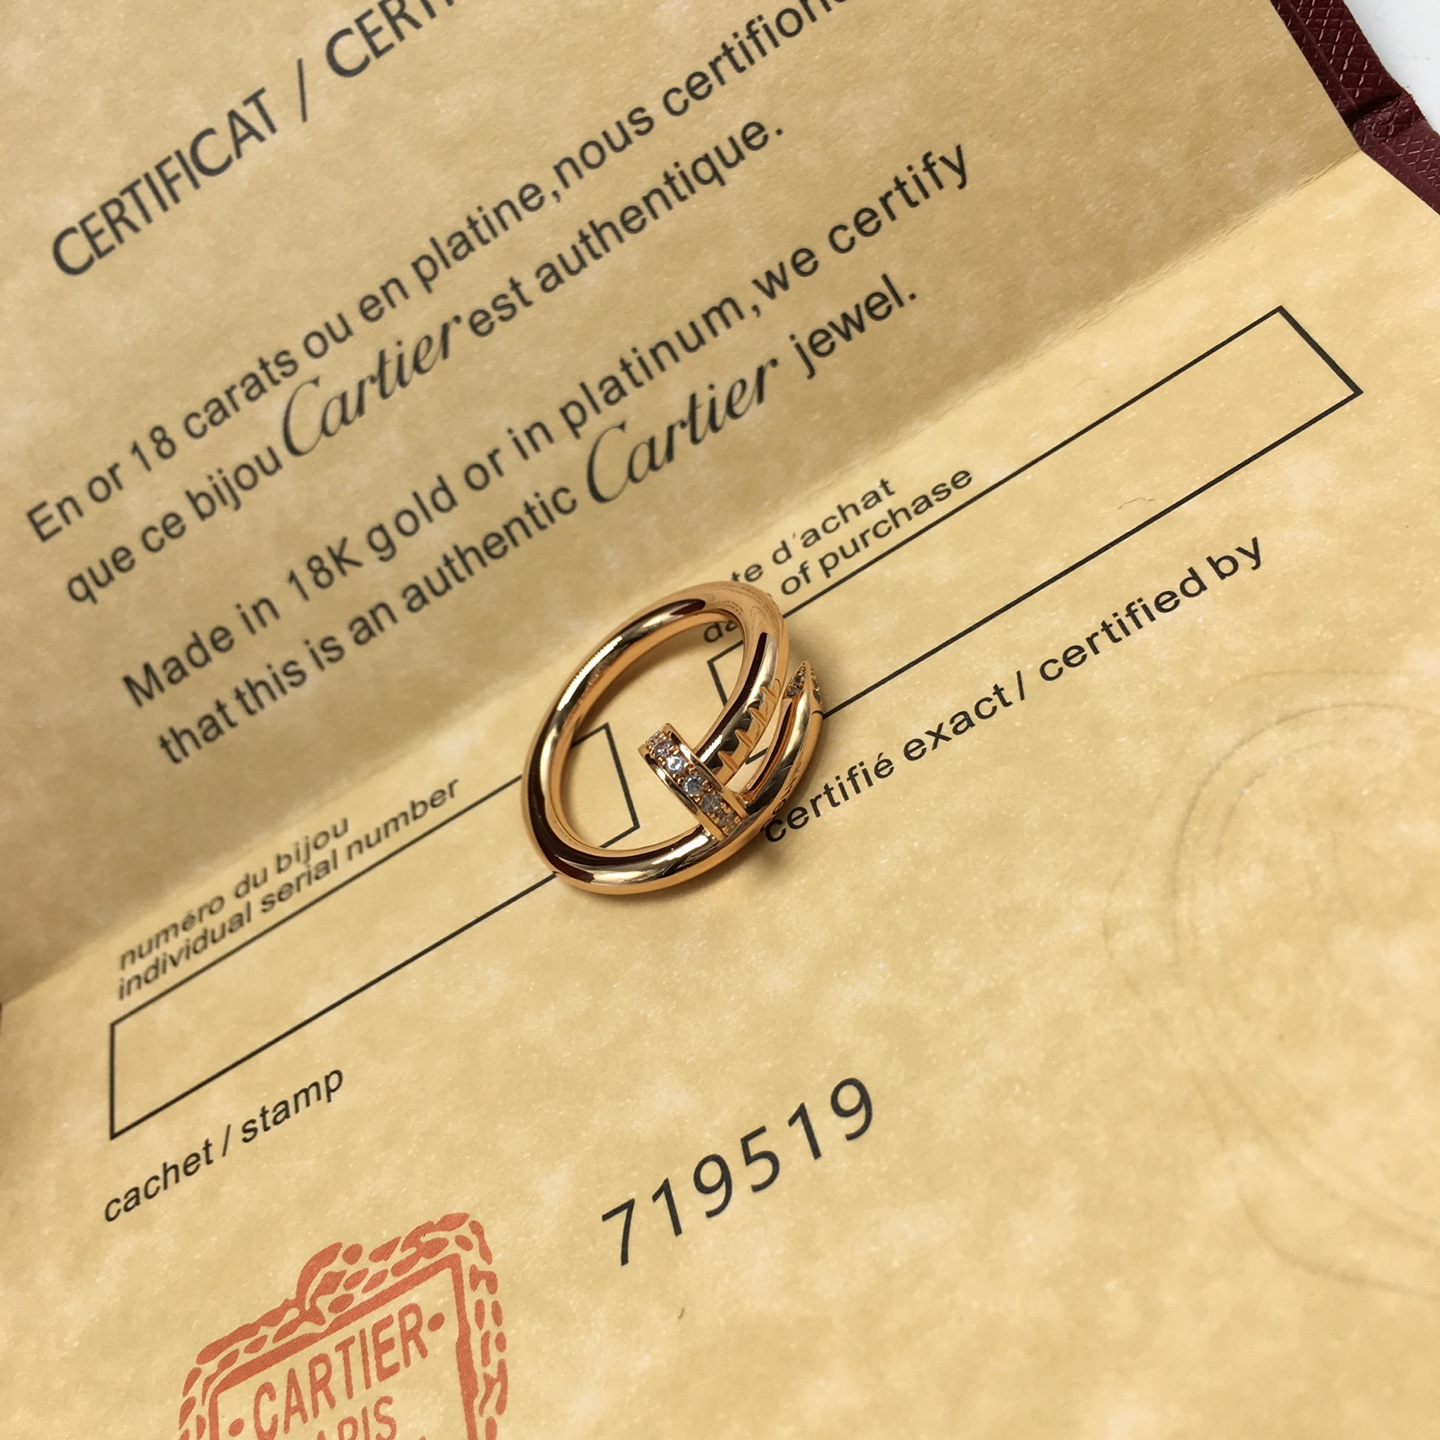 CERTIFICAT /
En or 18 carats ou en platine,nous
que ce bijou Cartier est authentique.
Made in 18K gold or in platinum,we certify
that this is an authentic Cartier jewel.
d'achat
of purchase
numéro du bijou
individual serial number
certifié exact / certified by
cachet / stamp
719519
·CARTIER·